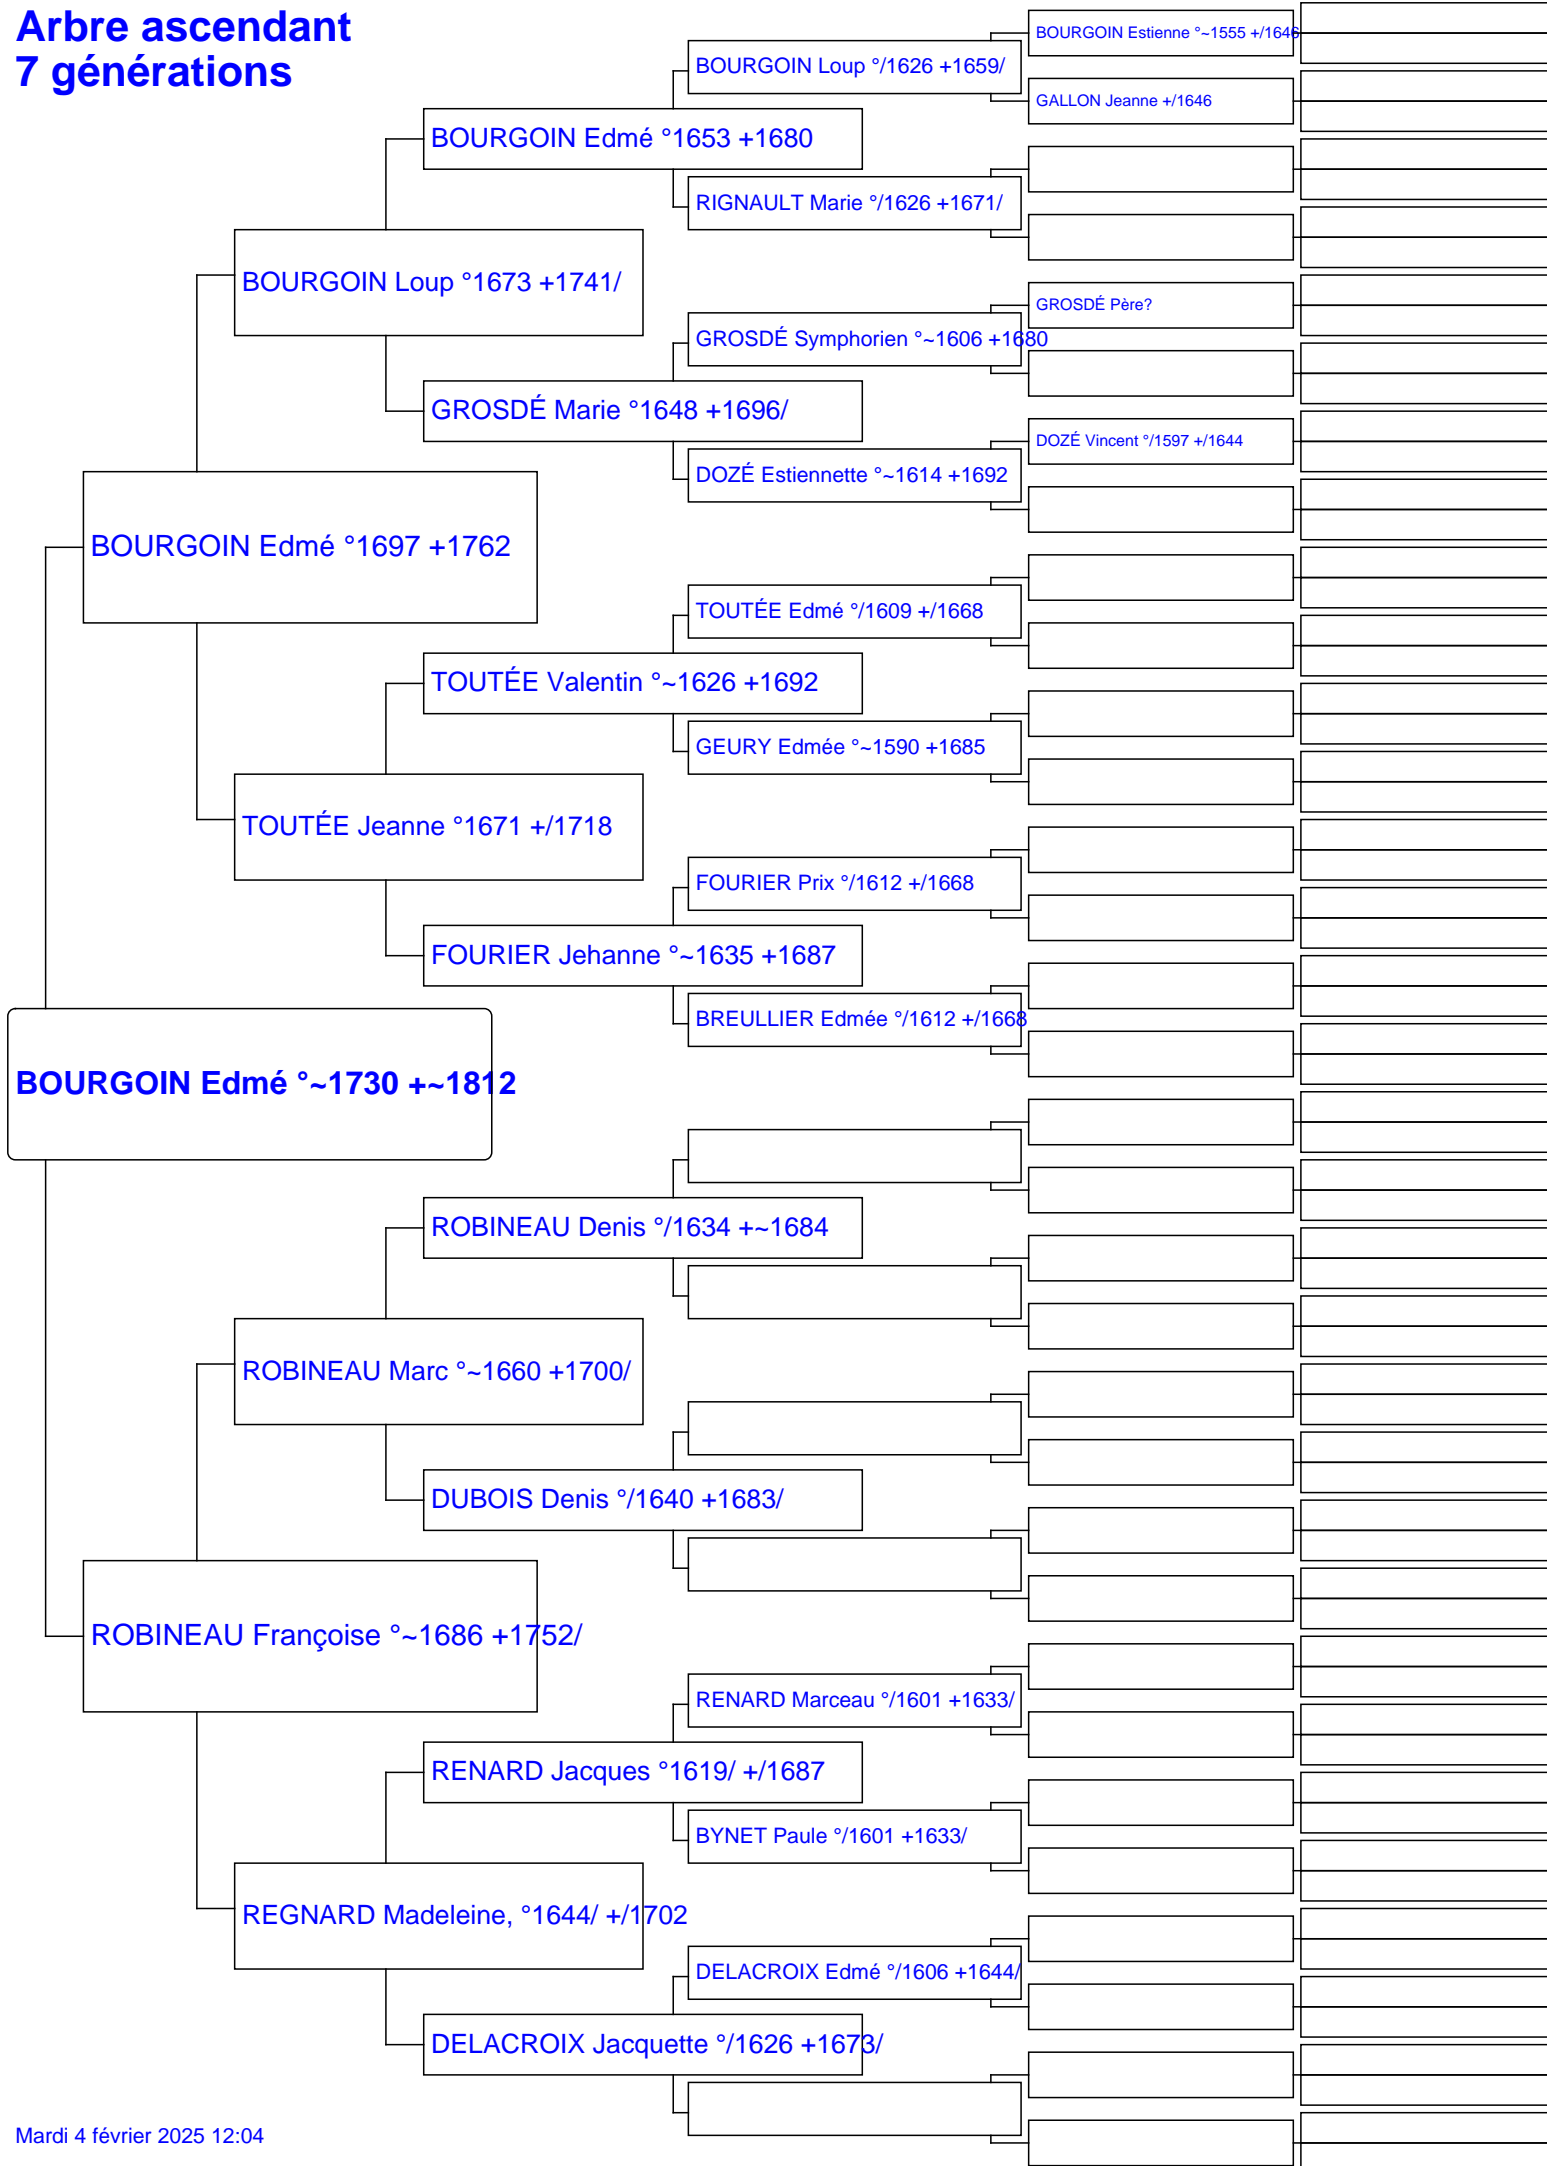 Arbre ascendant
7 générations
BOURGOIN Estienne °~1555 +/1646
BOURGOIN Loup °/1626 +1659/
GALLON Jeanne +/1646
BOURGOIN Edmé °1653 +1680
RIGNAULT Marie °/1626 +1671/
BOURGOIN Loup °1673 +1741/
GROSDÉ Père?
GROSDÉ Symphorien °~1606 +1680
GROSDÉ Marie °1648 +1696/
DOZÉ Vincent °/1597 +/1644
DOZÉ Estiennette °~1614 +1692
BOURGOIN Edmé °1697 +1762
TOUTÉE Edmé °/1609 +/1668
TOUTÉE Valentin °~1626 +1692
GEURY Edmée °~1590 +1685
TOUTÉE Jeanne °1671 +/1718
FOURIER Prix °/1612 +/1668
FOURIER Jehanne °~1635 +1687
BREULLIER Edmée °/1612 +/1668
BOURGOIN Edmé °~1730 +~1812
ROBINEAU Denis °/1634 +~1684
ROBINEAU Marc °~1660 +1700/
DUBOIS Denis °/1640 +1683/
ROBINEAU Françoise °~1686 +1752/
RENARD Marceau °/1601 +1633/
RENARD Jacques °1619/ +/1687
BYNET Paule °/1601 +1633/
REGNARD Madeleine, °1644/ +/1702
DELACROIX Edmé °/1606 +1644/
DELACROIX Jacquette °/1626 +1673/
Mardi 4 février 2025 12:04